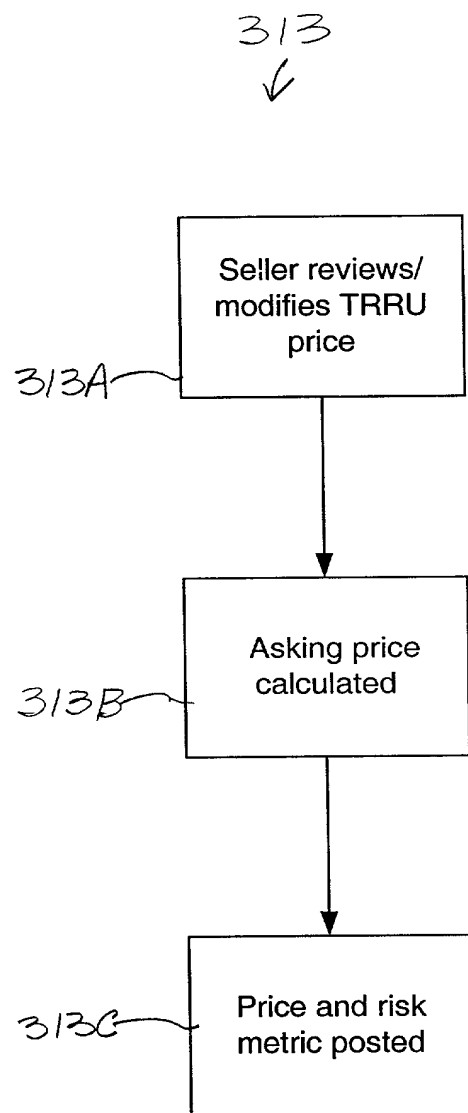 313
Seller reviews/
modifies TRRU
price
313A
Asking price
calculated
313B
Price and risk
metric posted
313C